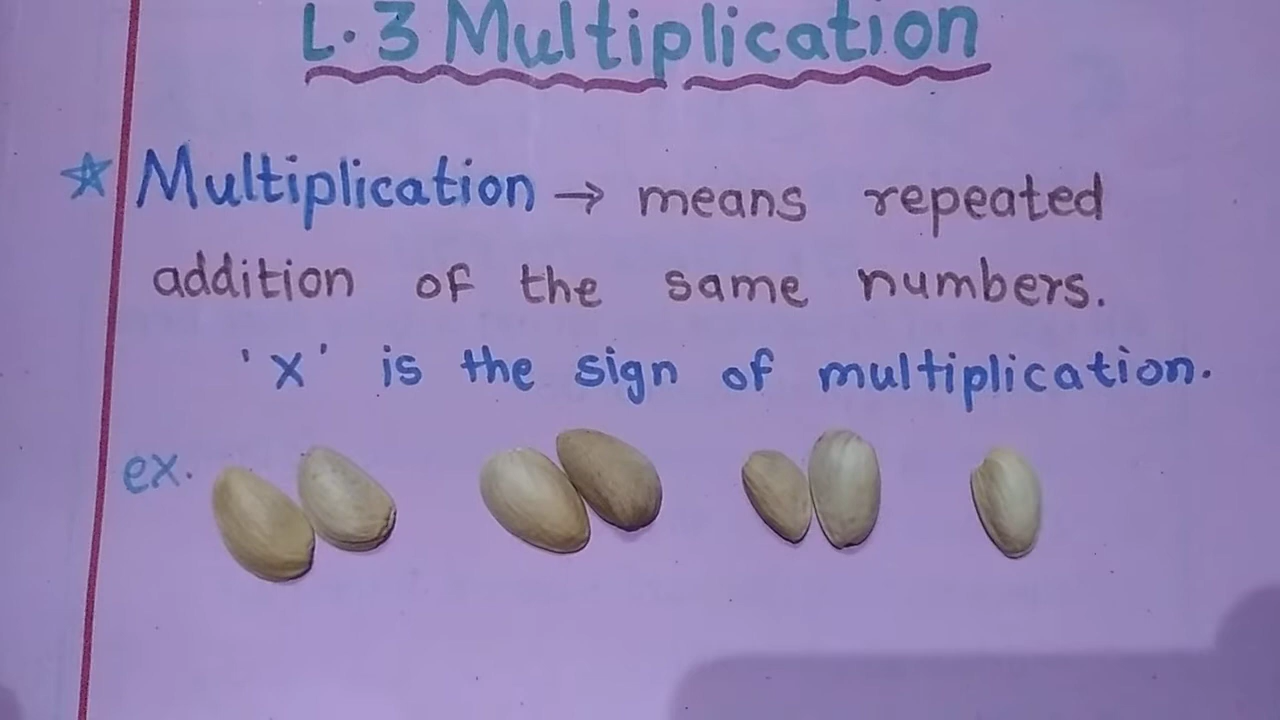 L.3 Multiplication
☆ Multiplication → means repeated
addition of the same numbers.
'x' is the sign of multiplication.
ex.